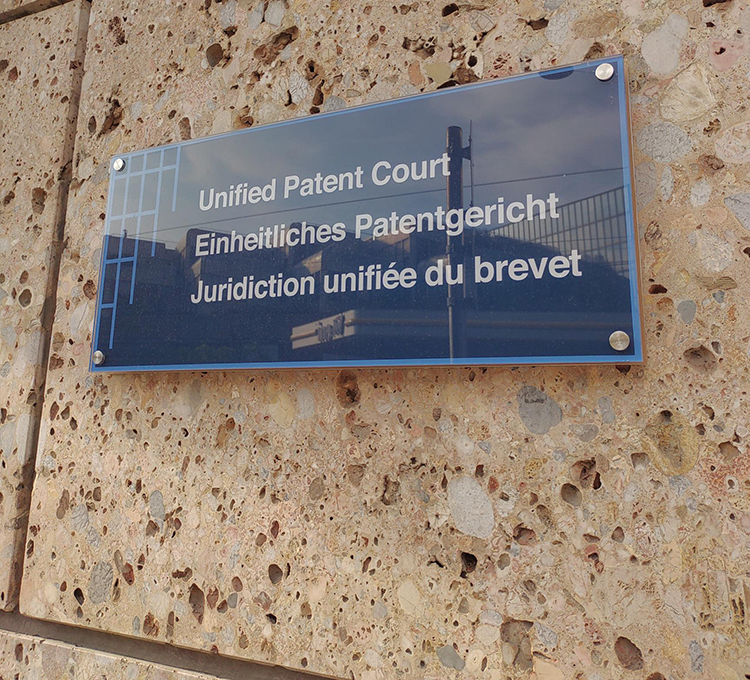 Unified Patent Court
Einheitliches Patentgericht
Juridiction unifiée du brevet